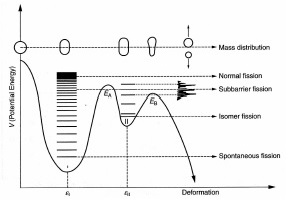 Mass distribution
Normal fission
Subbarrier fission
E_A
E_B
Isomer fission
II
Spontaneous fission
I
V (Potential Energy)
ε_I
ε_II
Deformation